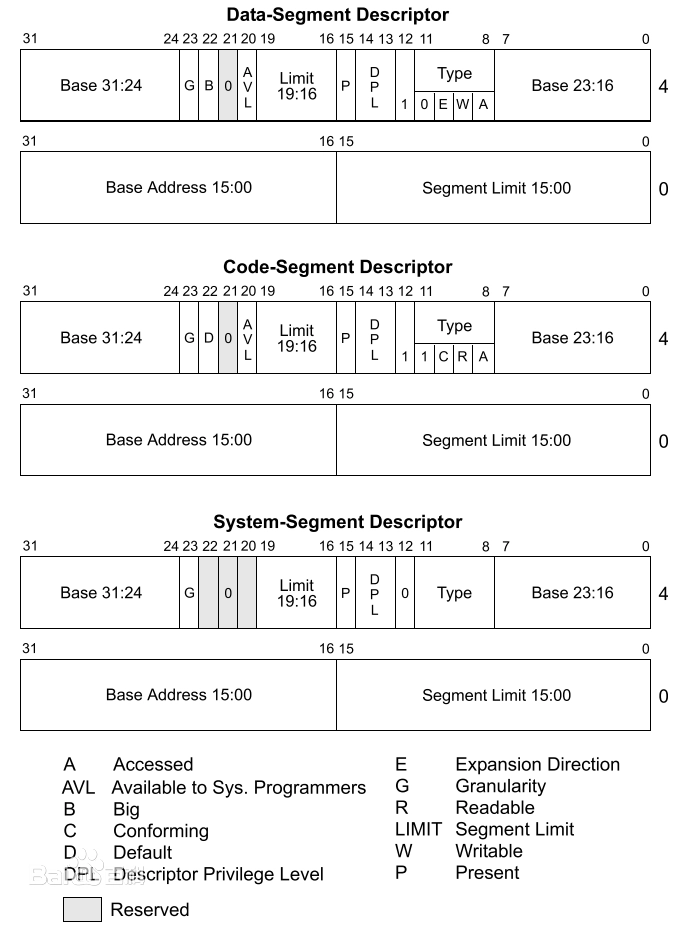 Data-Segment Descriptor
31 24 23 22 21 20 19 16 15 14 13 12 11 8 7 0
Base 31:24 G B 0 AVL Limit 19:16 P DPL 1 Type 0 E W A Base 23:16 4
31 16 15 0
Base Address 15:00 Segment Limit 15:00 0
Code-Segment Descriptor
31 24 23 22 21 20 19 16 15 14 13 12 11 8 7 0
Base 31:24 G D 0 AVL Limit 19:16 P DPL 1 Type 1 C R A Base 23:16 4
31 16 15 0
Base Address 15:00 Segment Limit 15:00 0
System-Segment Descriptor
31 24 23 22 21 20 19 16 15 14 13 12 11 8 7 0
Base 31:24 G 0 Limit 19:16 P DPL 0 Type Base 23:16 4
31 16 15 0
Base Address 15:00 Segment Limit 15:00 0
A Accessed E Expansion Direction
AVL Available to Sys. Programmers G Granularity
B Big R Readable
C Conforming LIMIT Segment Limit
D Default W Writable
DPL Descriptor Privilege Level P Present
Reserved